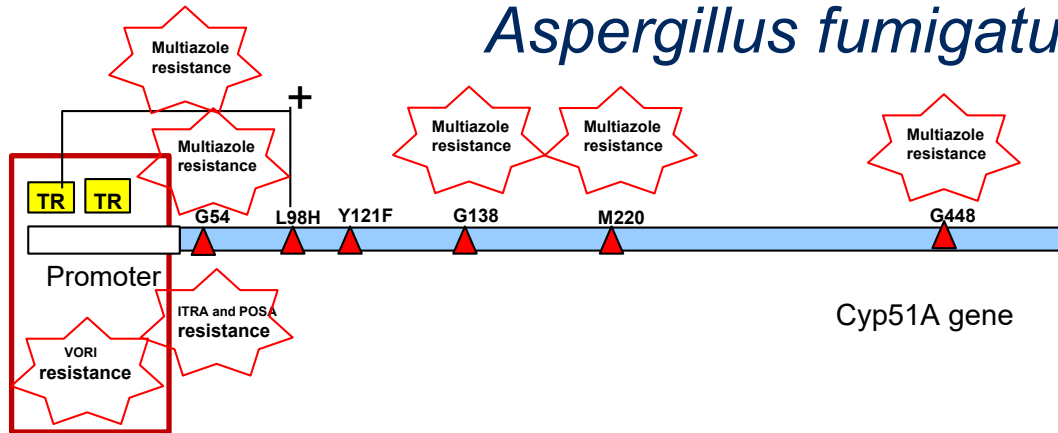 Aspergillus fumigatu
Multiazole
resistance
+
Multiazole
resistance
Multiazole
resistance
Multiazole
resistance
Multiazole
resistance
TR TR
G54 L98H Y121F G138 M220 G448
Promoter
ITRA and POSA
resistance
Cyp51A gene
VORI
resistance